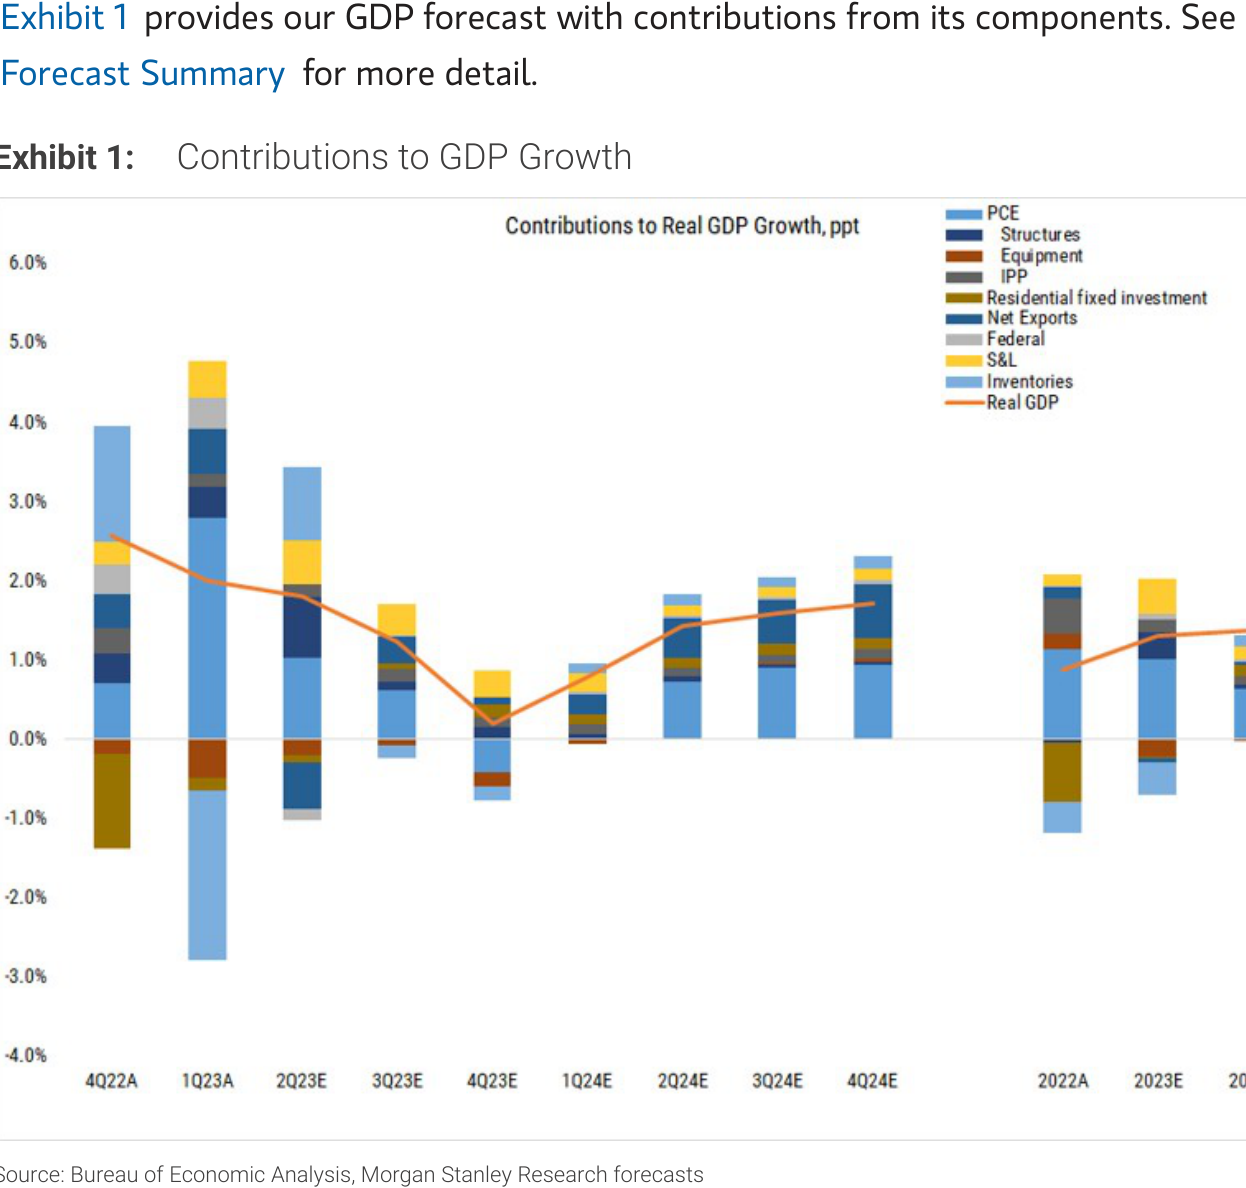 Exhibit 1 provides our GDP forecast with contributions from its components. See
Forecast Summary for more detail.
Exhibit 1: Contributions to GDP Growth
Contributions to Real GDP Growth, ppt
PCE
Structures
Equipment
IPP
Residential fixed investment
Net Exports
Federal
S&L
Inventories
Real GDP
6.0%
5.0%
4.0%
3.0%
2.0%
1.0%
0.0%
-1.0%
-2.0%
-3.0%
-4.0%
4Q22A 1Q23A 2Q23E 3Q23E 4Q23E 1Q24E 2Q24E 3Q24E 4Q24E 2022A 2023E 20
Source: Bureau of Economic Analysis, Morgan Stanley Research forecasts